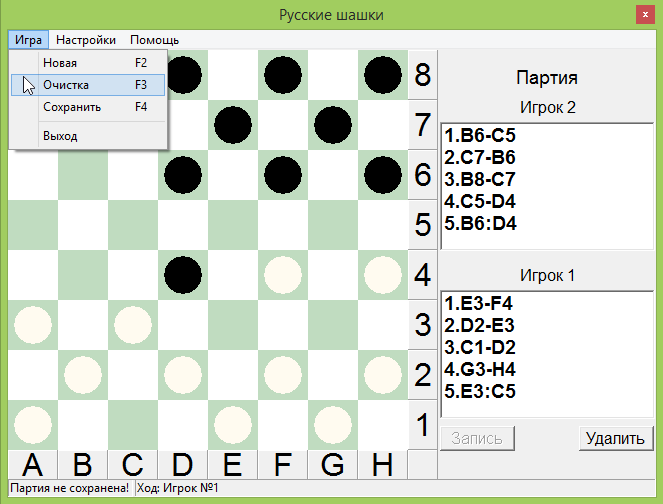 Русские шашки
x
Игра Настройки Помощь
Новая F2
Очистка F3
Сохранить F4
Выход
8
7
6
5
4
3
2
1
A B C D E F G H
Партия
Игрок 2
1.B6-C5
2.C7-B6
3.B8-C7
4.C5-D4
5.B6:D4
Игрок 1
1.E3-F4
2.D2-E3
3.C1-D2
4.G3-H4
5.E3:C5
Запись Удалить
Партия не сохранена! Ход: Игрок №1